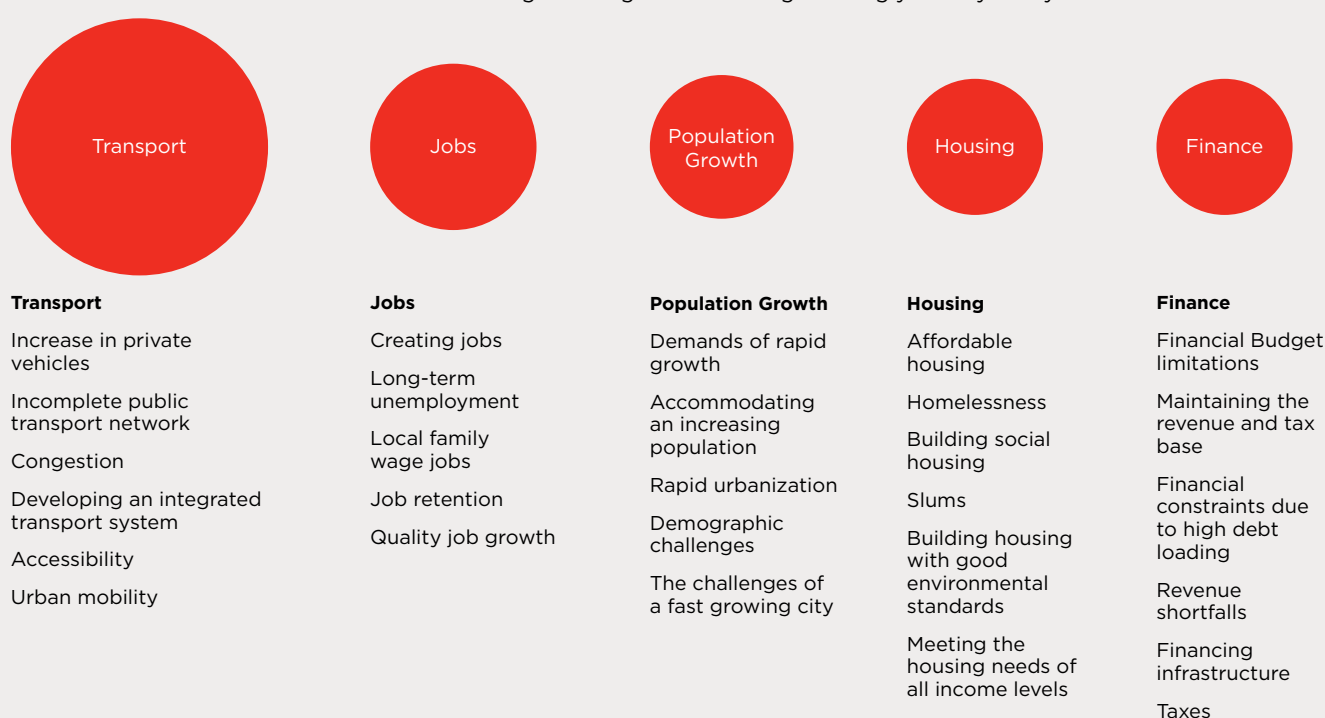 Transport
Jobs
Population
Growth
Housing
Finance
Transport
Increase in private
vehicles
Incomplete public
transport network
Congestion
Developing an integrated
transport system
Accessibility
Urban mobility
Jobs
Creating jobs
Long-term
unemployment
Local family
wage jobs
Job retention
Quality job growth
Population Growth
Demands of rapid
growth
Accommodating
an increasing
population
Rapid urbanization
Demographic
challenges
The challenges of
a fast growing city
Housing
Affordable
housing
Homelessness
Building social
housing
Slums
Building housing
with good
environmental
standards
Meeting the
housing needs of
all income levels
Finance
Financial Budget
limitations
Maintaining the
revenue and tax
base
Financial
constraints due
to high debt
loading
Revenue
shortfalls
Financing
infrastructure
Taxes